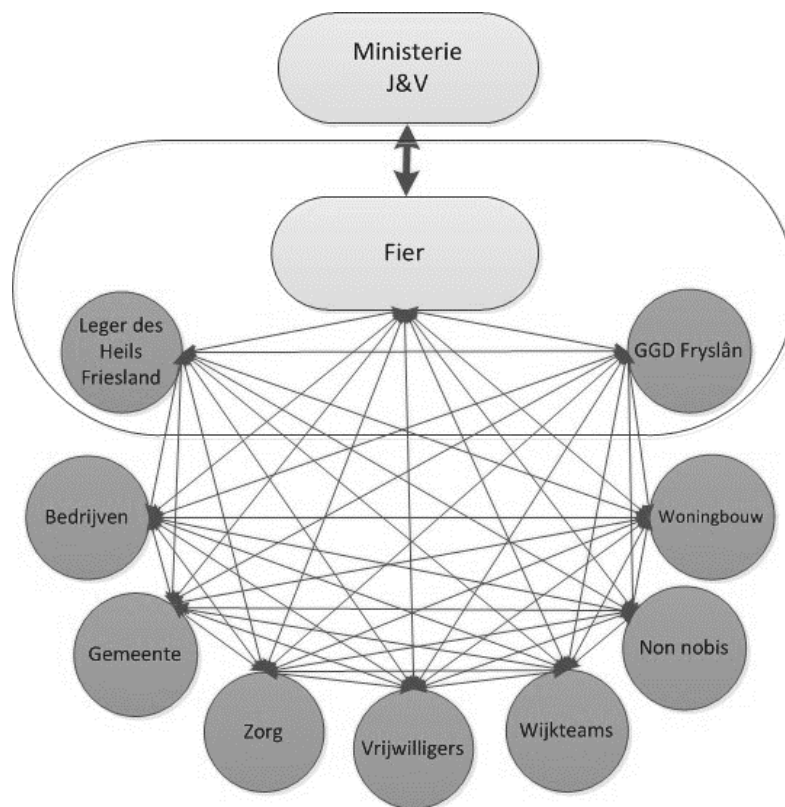 Ministerie
J&V
Fier
Leger des
Heils
Friesland
GGD Fryslân
Bedrijven
Woningbouw
Gemeente
Non nobis
Zorg
Vrijwilligers
Wijkteams